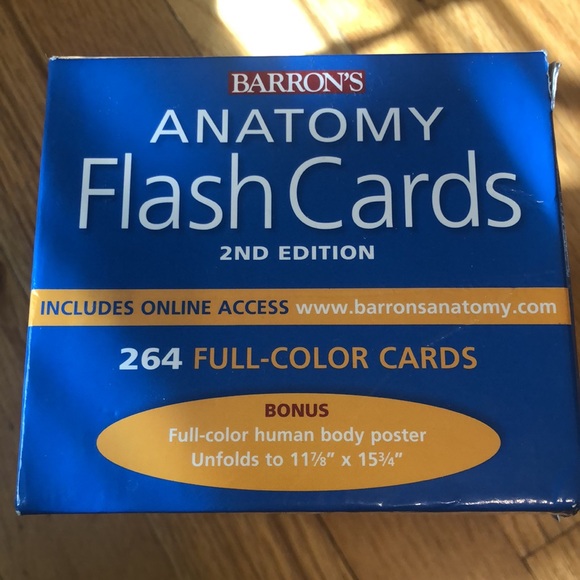 BARRON'S
ANATOMY
Flash Cards
2ND EDITION
INCLUDES ONLINE ACCESS www.barronsanatomy.com
264 FULL-COLOR CARDS
BONUS
Full-color human body poster
Unfolds to 11⅞" x 15¾"